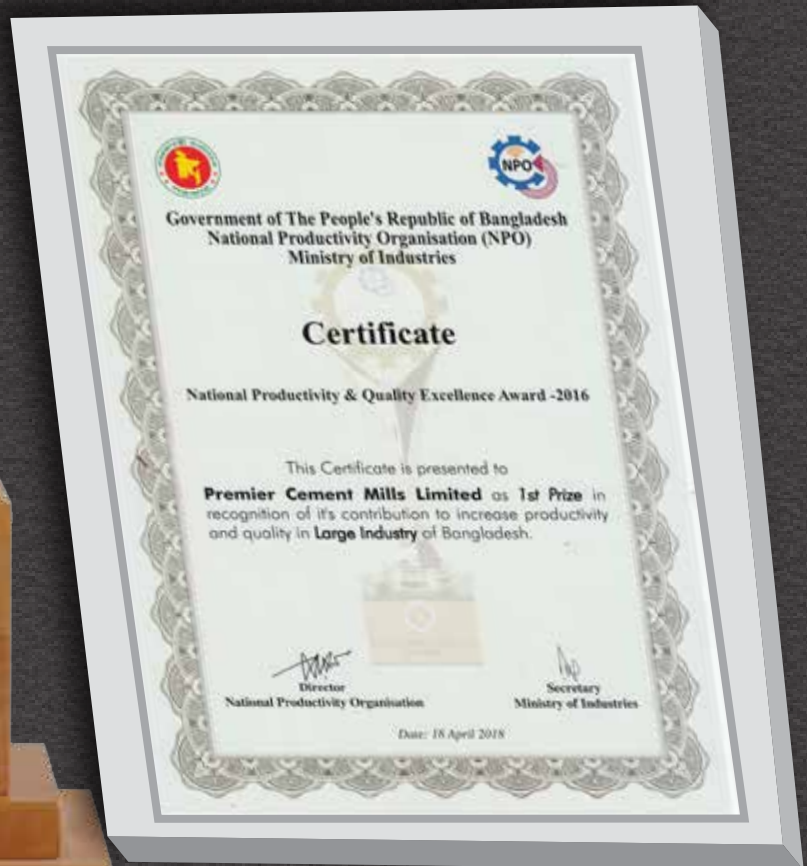 NPO
Government of The People's Republic of Bangladesh
National Productivity Organisation (NPO)
Ministry of Industries
Certificate
National Productivity & Quality Excellence Award -2016
This Certificate is presented to
Premier Cement Mills Limited as 1st Prize in
recognition of it's contribution to increase productivity
and quality in Large Industry of Bangladesh.
Director
National Productivity Organisation
Secretary
Ministry of Industries
Date: 18 April 2018